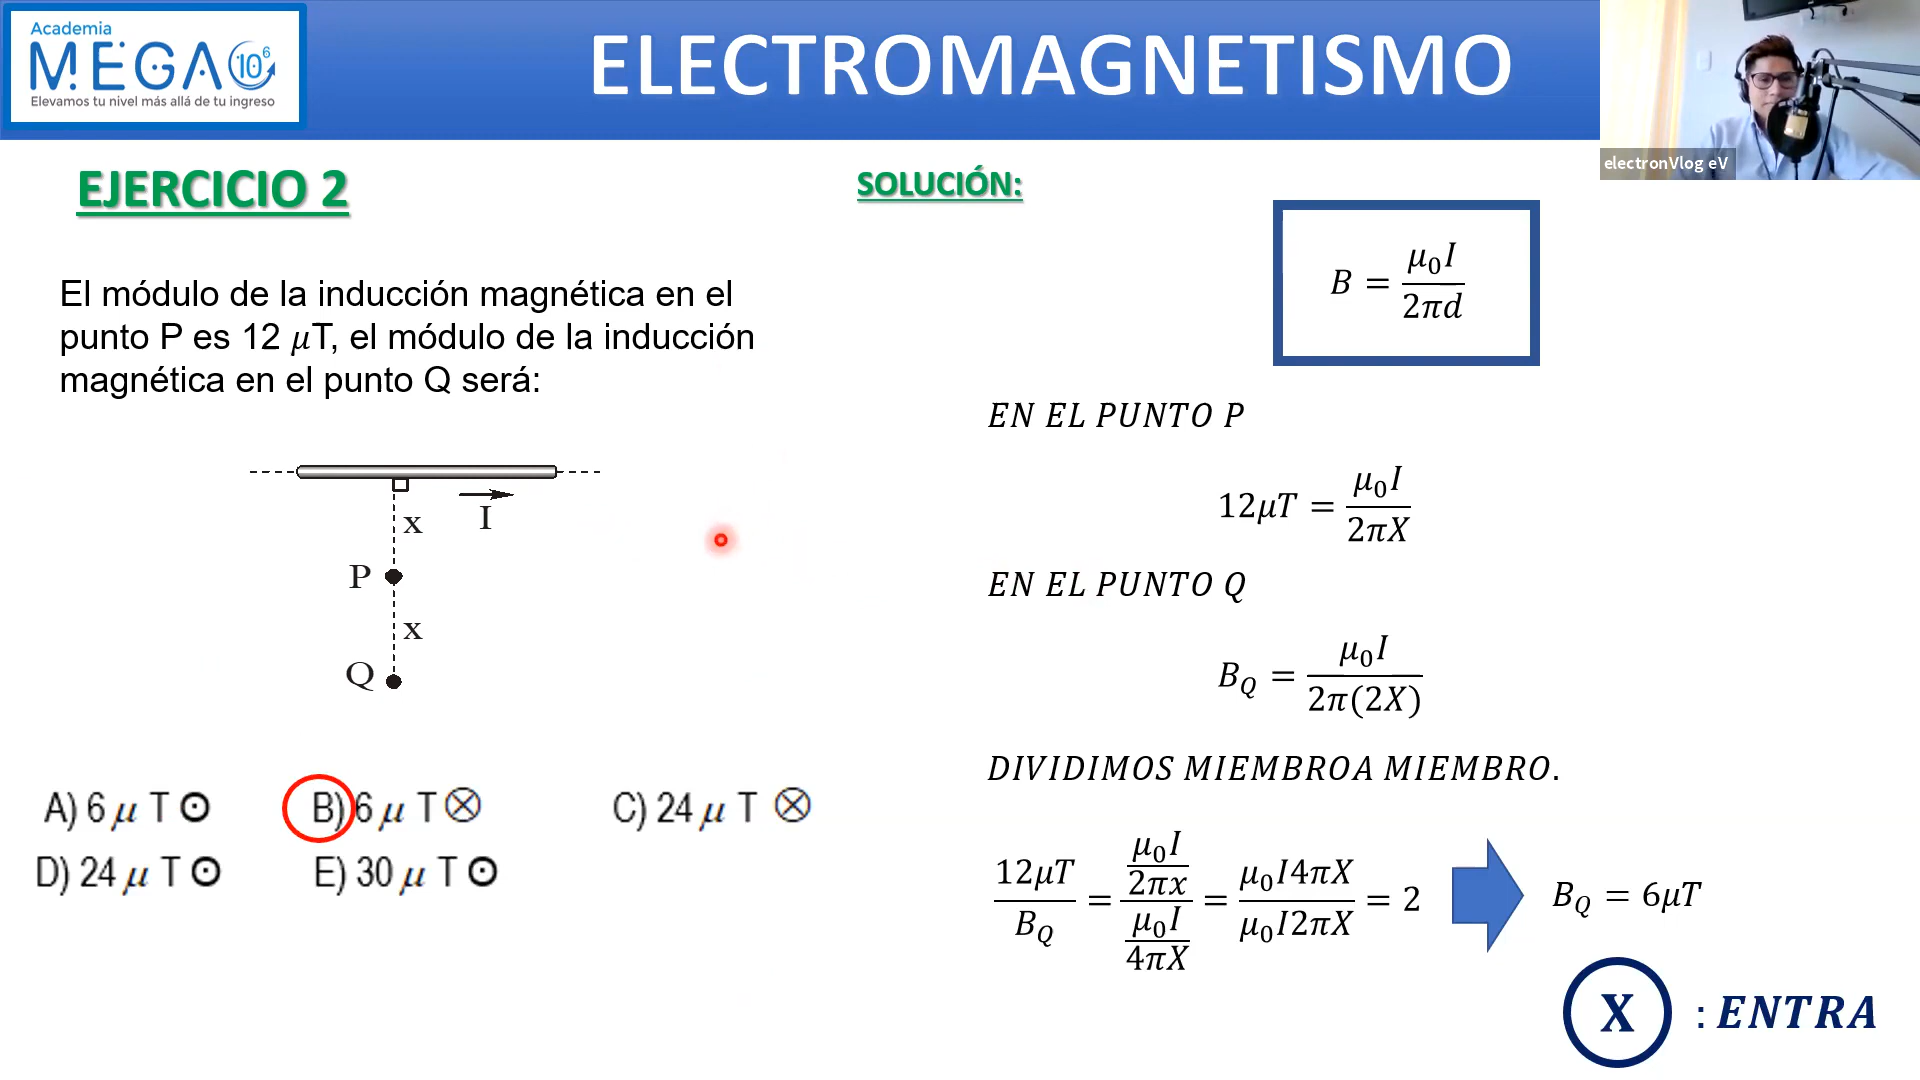 Academia
MEGA 10⁶
Elevamos tu nivel más allá de tu ingreso
ELECTROMAGNETISMO
electronVlog eV
EJERCICIO 2
El módulo de la inducción magnética en el
punto P es 12 μT, el módulo de la inducción
magnética en el punto Q será:
x
I
P
x
Q
A) 6 μ T ⊙
B) 6 μ T ⊗
C) 24 μ T ⊗
D) 24 μ T ⊙
E) 30 μ T ⊙
SOLUCIÓN:
B = μ₀I / 2πd
EN EL PUNTO P
12μT = μ₀I / 2πX
EN EL PUNTO Q
B_Q = μ₀I / 2π(2X)
DIVIDIMOS MIEMBROA MIEMBRO.
12μT / B_Q = (μ₀I / 2πx) / (μ₀I / 4πX) = μ₀I4πX / μ₀I2πX = 2
B_Q = 6μT
X : ENTRA